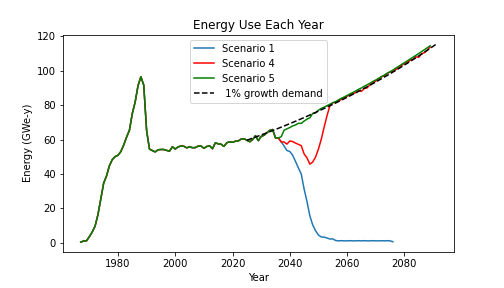 Energy Use Each Year
Energy (GWe-y)
120
100
80
60
40
20
0
Scenario 1
Scenario 4
Scenario 5
1% growth demand
1980
2000
2020
2040
2060
2080
Year